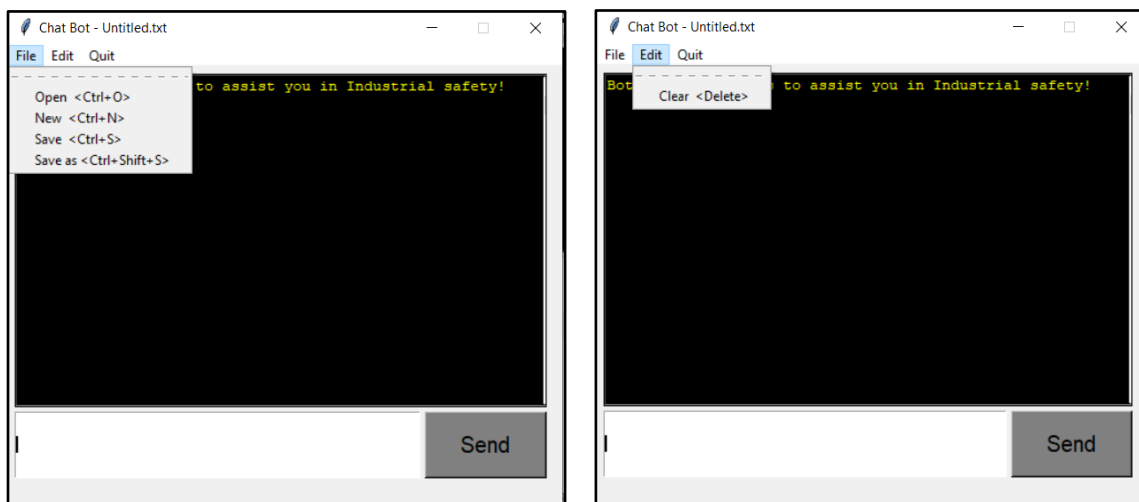 Chat Bot - Untitled.txt
File Edit Quit
to assist you in Industrial safety!
Open <Ctrl+O>
New <Ctrl+N>
Save <Ctrl+S>
Save as <Ctrl+Shift+S>
Send
Chat Bot - Untitled.txt
File Edit Quit
Bot to assist you in Industrial safety!
Clear <Delete>
Send